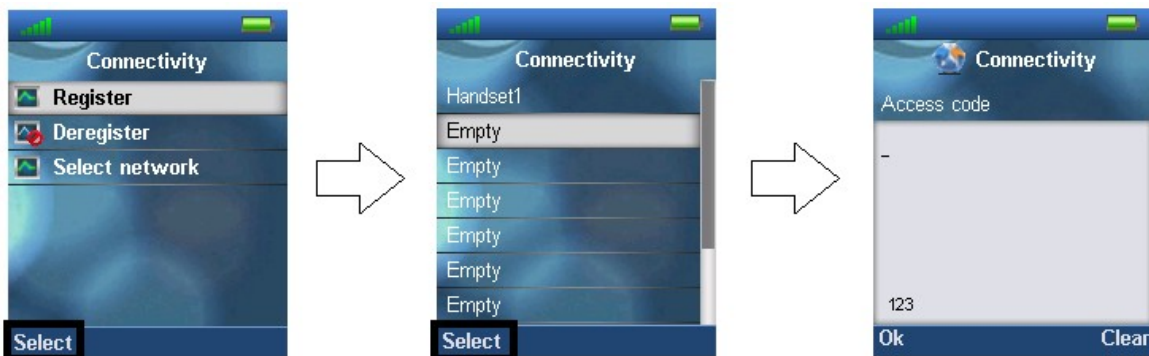 Connectivity
Register
Deregister
Select network
Select
Connectivity
Handset1
Empty
Empty
Empty
Empty
Empty
Empty
Select
Connectivity
Access code
_
123
Ok Clear